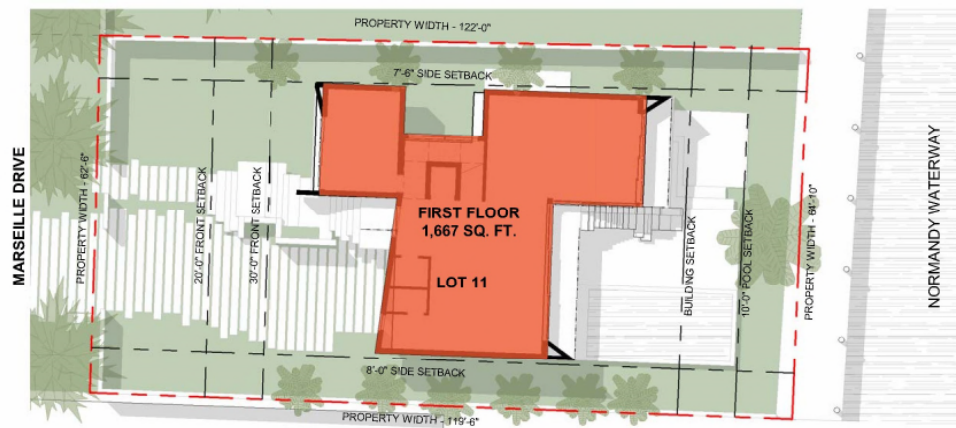 PROPERTY WIDTH - 122'-0"
7'-6" SIDE SETBACK
MARSEILLE DRIVE
PROPERTY WIDTH - 62'-6"
20'-0" FRONT SETBACK
30'-0" FRONT SETBACK
FIRST FLOOR
1,667 SQ. FT.
LOT 11
BUILDING SETBACK
10'-0" POOL SETBACK
PROPERTY WIDTH - 64'-10"
NORMANDY WATERWAY
8'-0" SIDE SETBACK
PROPERTY WIDTH - 119'-6"